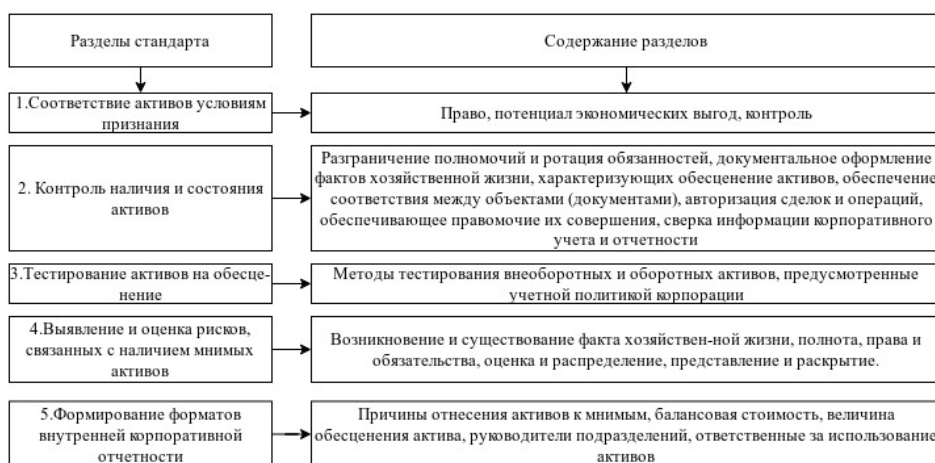 Разделы стандарта
Содержание разделов
1.Соответствие активов условиям
признания
Право, потенциал экономических выгод, контроль
2. Контроль наличия и состояния
активов
Разграничение полномочий и ротация обязанностей, документальное оформление
фактов хозяйственной жизни, характеризующих обесценение активов, обеспечение
соответствия между объектами (документами), авторизация сделок и операций,
обеспечивающее правомочие их совершения, сверка информации корпоративного
учета и отчетности
3.Тестирование активов на обесце-
нение
Методы тестирования внеоборотных и оборотных активов, предусмотренные
учетной политикой корпорации
4.Выявление и оценка рисков,
связанных с наличием мнимых
активов
Возникновение и существование факта хозяйствен-ной жизни, полнота, права и
обязательства, оценка и распределение, представление и раскрытие.
5.Формирование форматов
внутренней корпоративной
отчетности
Причины отнесения активов к мнимым, балансовая стоимость, величина
обесценения актива, руководители подразделений, ответственные за использование
активов